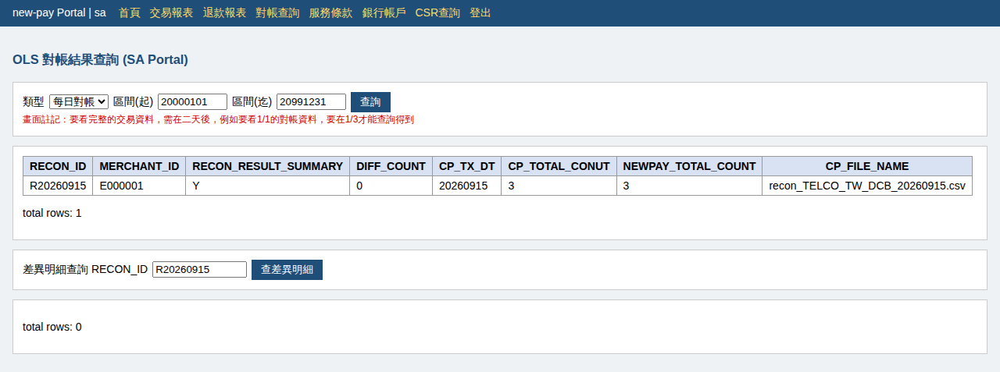 new-pay Portal | sa 首頁 交易報表 退款報表 對帳查詢 服務條款 銀行帳戶 CSR查詢 登出
OLS 對帳結果查詢 (SA Portal)
類型 每日對帳 區間(起) 20000101 區間(迄) 20991231 查詢
畫面註記：要看完整的交易資料，需在二天後，例如要看1/1的對帳資料，要在1/3才能查詢得到
RECON_ID MERCHANT_ID RECON_RESULT_SUMMARY DIFF_COUNT CP_TX_DT CP_TOTAL_CONUT NEWPAY_TOTAL_COUNT CP_FILE_NAME
R20260915 E000001 Y 0 20260915 3 3 recon_TELCO_TW_DCB_20260915.csv
total rows: 1
差異明細查詢 RECON_ID R20260915 查差異明細
total rows: 0